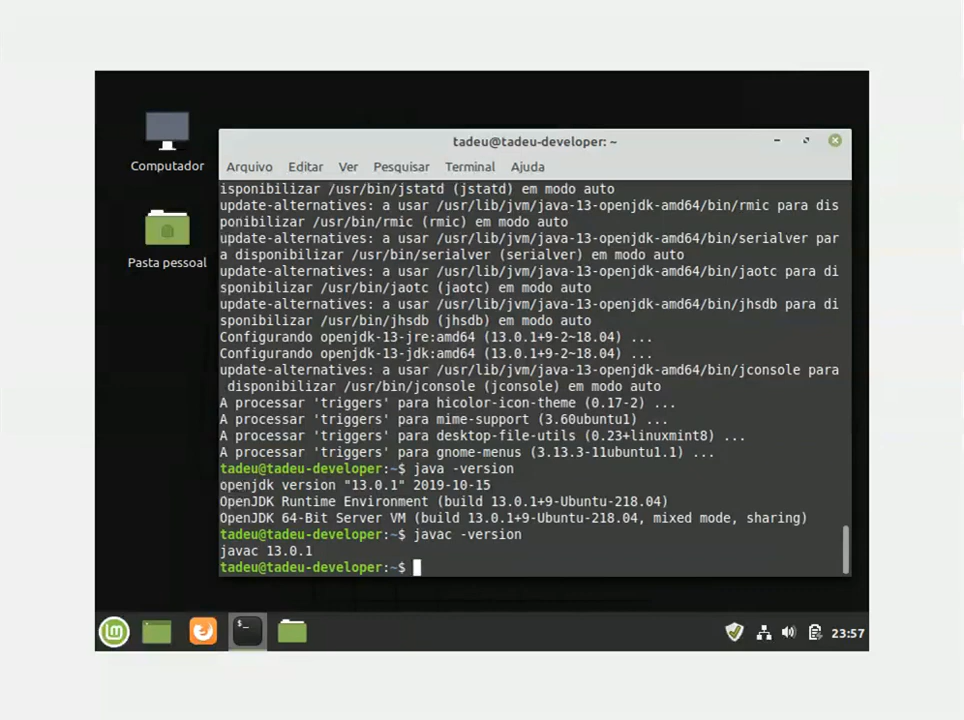 Computador
Pasta pessoal
tadeu@tadeu-developer: ~
Arquivo Editar Ver Pesquisar Terminal Ajuda
isponibilizar /usr/bin/jstatd (jstatd) em modo auto
update-alternatives: a usar /usr/lib/jvm/java-13-openjdk-amd64/bin/rmic para dis
ponibilizar /usr/bin/rmic (rmic) em modo auto
update-alternatives: a usar /usr/lib/jvm/java-13-openjdk-amd64/bin/serialver par
a disponibilizar /usr/bin/serialver (serialver) em modo auto
update-alternatives: a usar /usr/lib/jvm/java-13-openjdk-amd64/bin/jaotc para di
sponibilizar /usr/bin/jaotc (jaotc) em modo auto
update-alternatives: a usar /usr/lib/jvm/java-13-openjdk-amd64/bin/jhsdb para di
sponibilizar /usr/bin/jhsdb (jhsdb) em modo auto
Configurando openjdk-13-jre:amd64 (13.0.1+9-2~18.04) ...
Configurando openjdk-13-jdk:amd64 (13.0.1+9-2~18.04) ...
update-alternatives: a usar /usr/lib/jvm/java-13-openjdk-amd64/bin/jconsole para
 disponibilizar /usr/bin/jconsole (jconsole) em modo auto
A processar 'triggers' para hicolor-icon-theme (0.17-2) ...
A processar 'triggers' para mime-support (3.60ubuntu1) ...
A processar 'triggers' para desktop-file-utils (0.23+linuxmint8) ...
A processar 'triggers' para gnome-menus (3.13.3-11ubuntu1.1) ...
tadeu@tadeu-developer:~$ java -version
openjdk version "13.0.1" 2019-10-15
OpenJDK Runtime Environment (build 13.0.1+9-Ubuntu-218.04)
OpenJDK 64-Bit Server VM (build 13.0.1+9-Ubuntu-218.04, mixed mode, sharing)
tadeu@tadeu-developer:~$ javac -version
javac 13.0.1
tadeu@tadeu-developer:~$
23:57